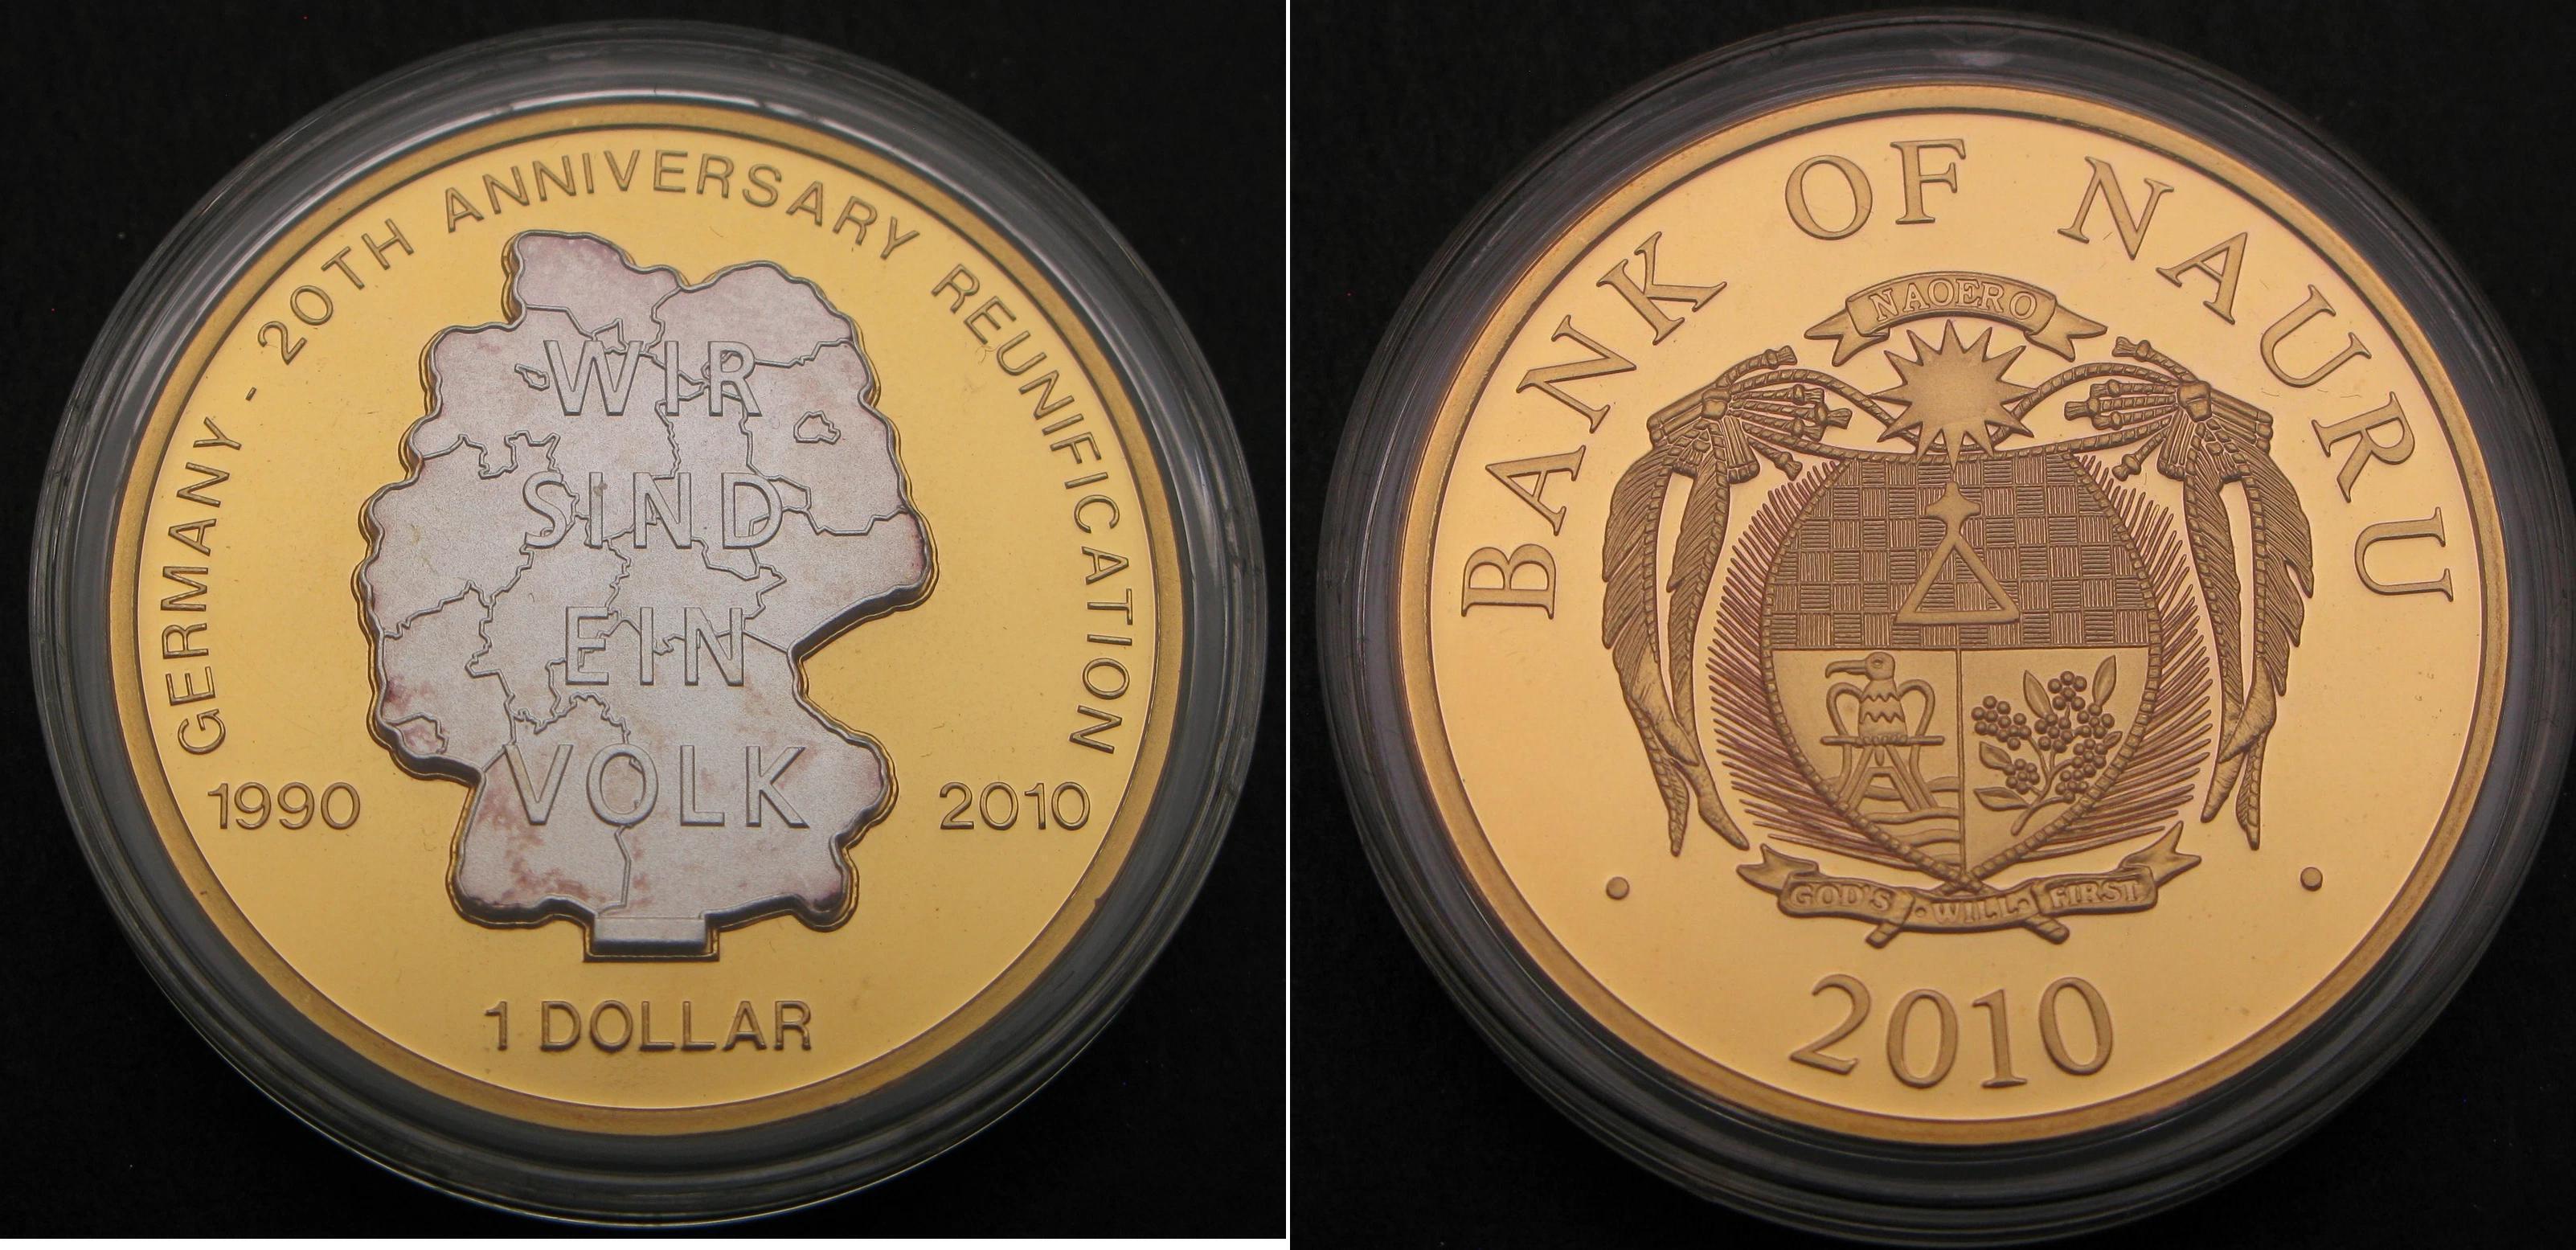 GERMANY - 20TH ANNIVERSARY REUNIFICATION
WIR
SIND
EIN
VOLK
1990
2010
1 DOLLAR
BANK OF NAURU
NAOERO
GOD'S · WILL · FIRST
2010